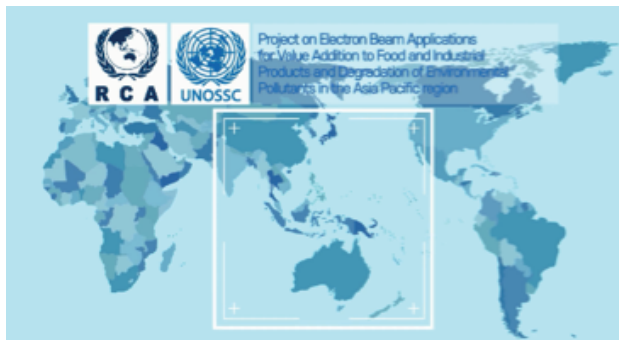 RCA
UNOSSC
Project on Electron Beam Applications
for Value Addition to Food and Industrial
Products and Degradation of Environmental
Pollutants in the Asia Pacific region